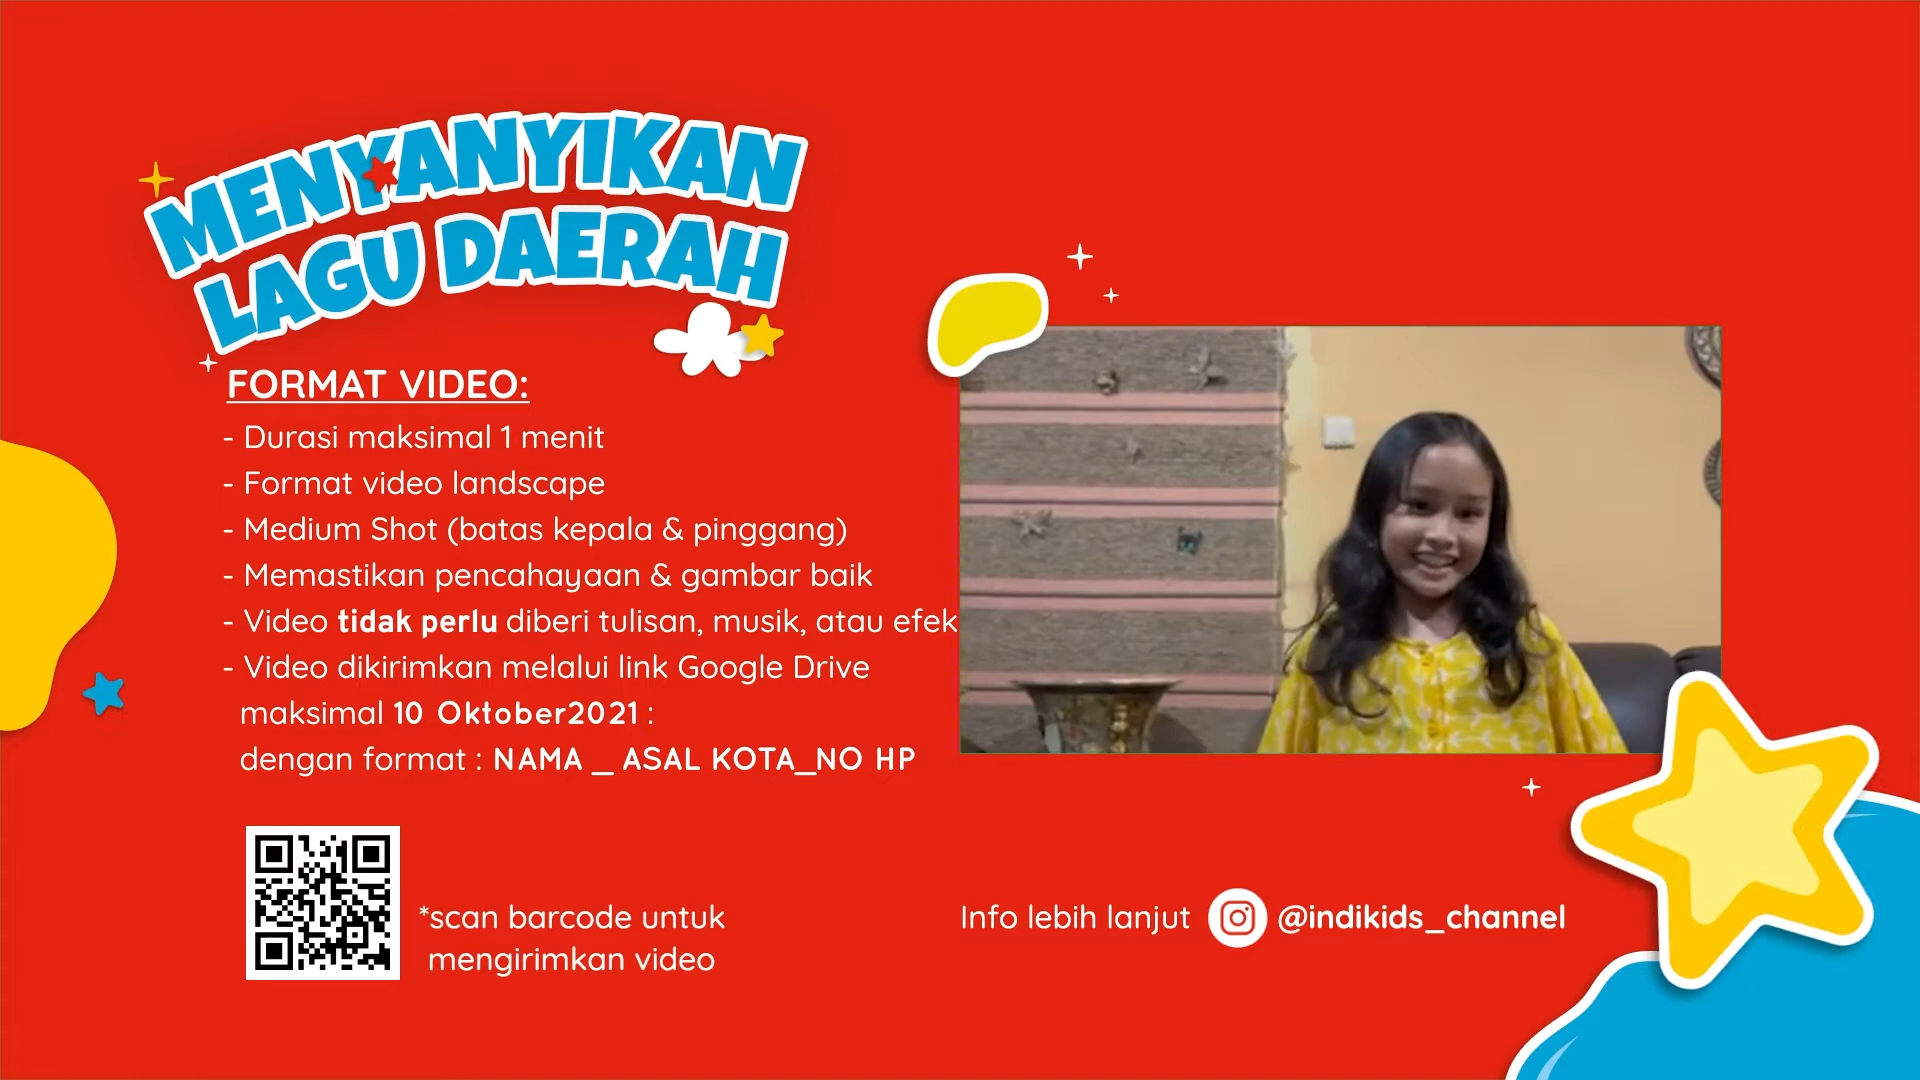 MENYANYIKAN
LAGU DAERAH
FORMAT VIDEO:
- Durasi maksimal 1 menit
- Format video landscape
- Medium Shot (batas kepala & pinggang)
- Memastikan pencahayaan & gambar baik
- Video tidak perlu diberi tulisan, musik, atau efek
- Video dikirimkan melalui link Google Drive
maksimal 10 Oktober2021 :
dengan format : NAMA _ ASAL KOTA_NO HP
*scan barcode untuk
mengirimkan video
Info lebih lanjut @indikids_channel